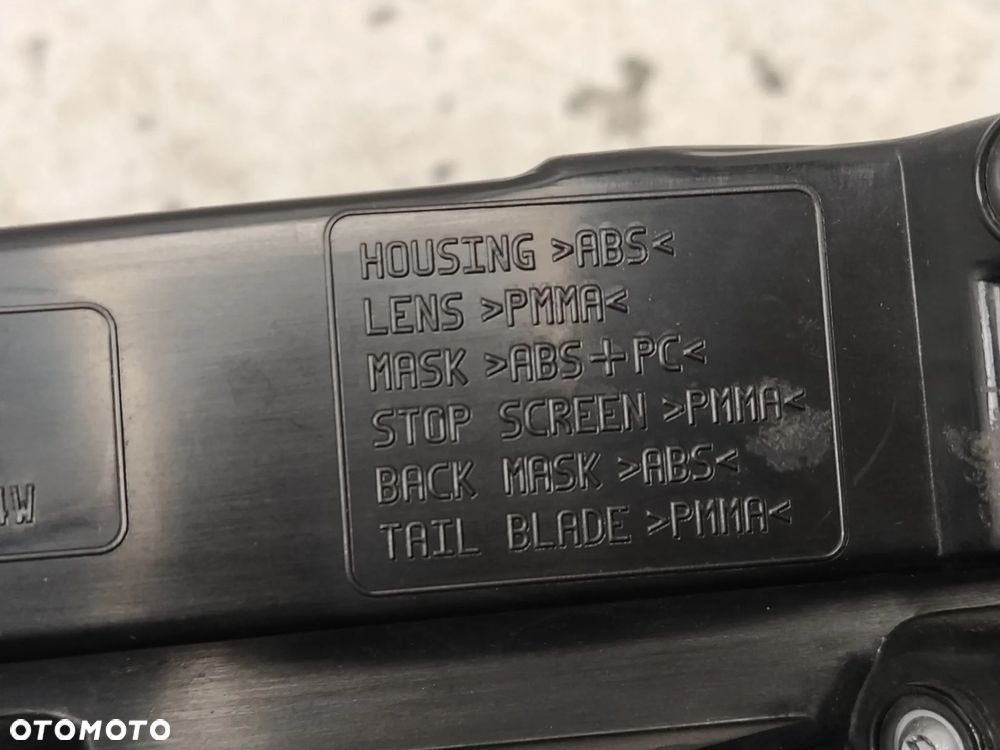 HOUSING >ABS<
LENS >PMMA<
MASK >ABS+PC<
STOP SCREEN >PMMA<
BACK MASK >ABS<
TAIL BLADE >PMMA<
OTOMOTO